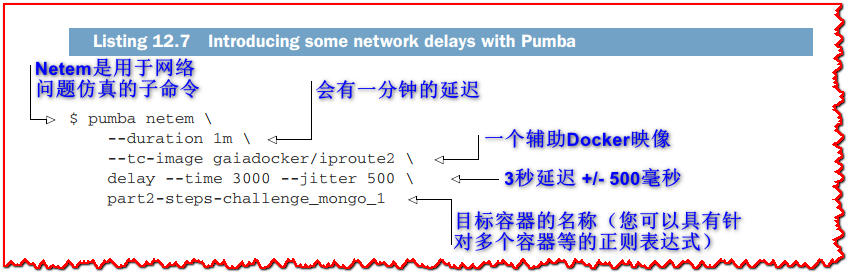 Listing 12.7 Introducing some network delays with Pumba
Netem是用于网络
问题仿真的子命令
会有一分钟的延迟
$ pumba netem \
--duration 1m \
一个辅助Docker映像
--tc-image gaiadocker/iproute2 \
delay --time 3000 --jitter 500 \
3秒延迟 +/- 500毫秒
part2-steps-challenge_mongo_1
目标容器的名称（您可以具有针
对多个容器等的正则表达式）